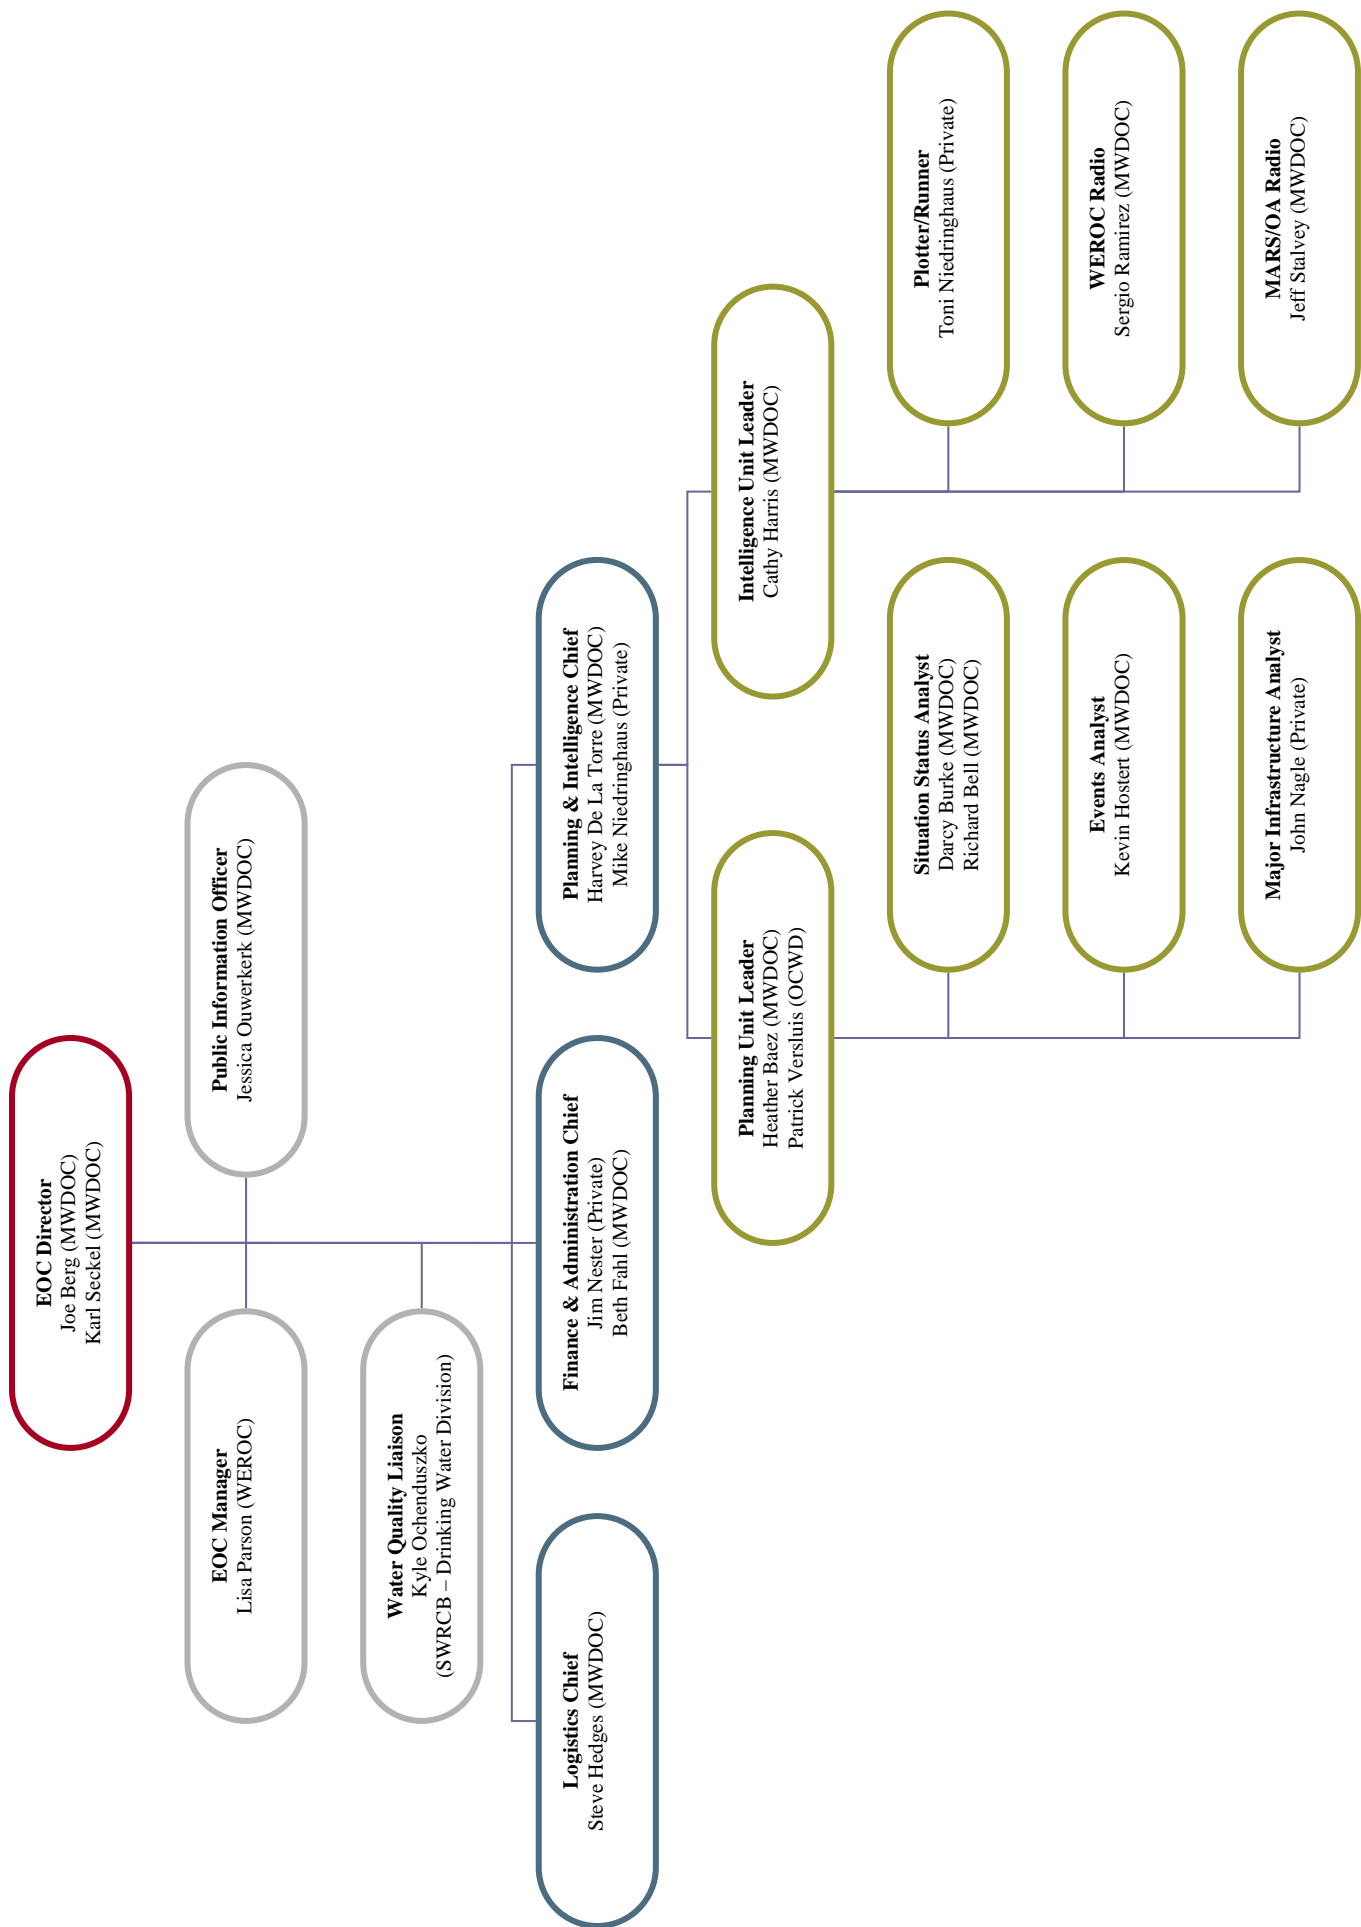 EOC Director
Joe Berg (MWDOC)
Karl Seckel (MWDOC)
EOC Manager
Lisa Parson (WEROC)
Public Information Officer
Jessica Ouwerkerk (MWDOC)
Water Quality Liaison
Kyle Ochenduszko
(SWRCB – Drinking Water Division)
Logistics Chief
Steve Hedges (MWDOC)
Finance & Administration Chief
Jim Nester (Private)
Beth Fahl (MWDOC)
Planning & Intelligence Chief
Harvey De La Torre (MWDOC)
Mike Niedringhaus (Private)
Planning Unit Leader
Heather Baez (MWDOC)
Patrick Versluis (OCWD)
Intelligence Unit Leader
Cathy Harris (MWDOC)
Situation Status Analyst
Darcy Burke (MWDOC)
Richard Bell (MWDOC)
Plotter/Runner
Toni Niedringhaus (Private)
Events Analyst
Kevin Hostert (MWDOC)
WEROC Radio
Sergio Ramirez (MWDOC)
Major Infrastructure Analyst
John Nagle (Private)
MARS/OA Radio
Jeff Stalvey (MWDOC)